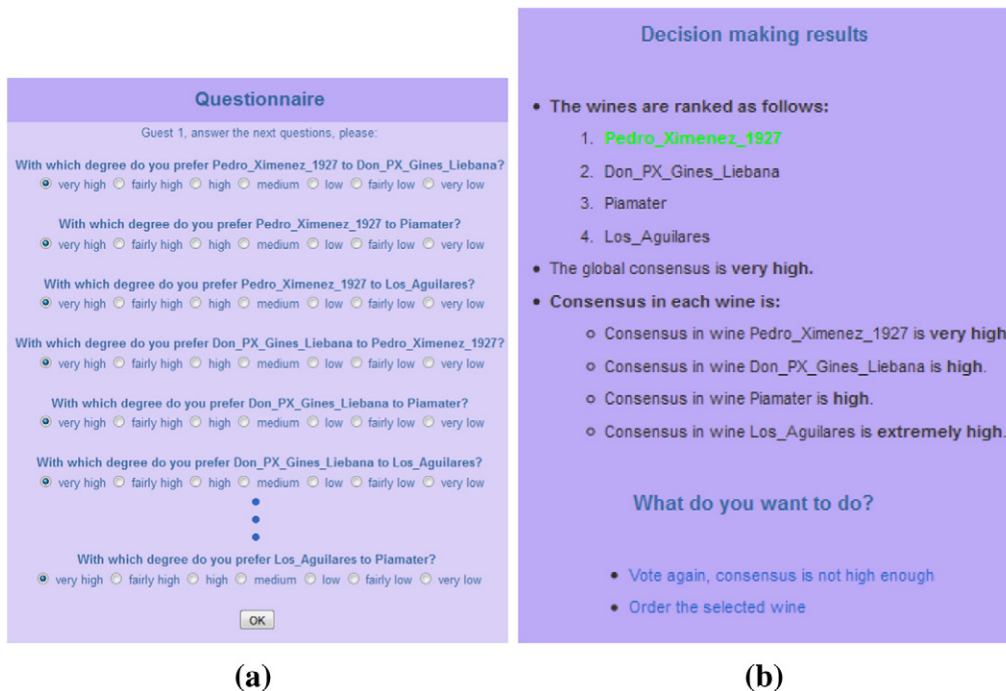 Questionnaire
Guest 1, answer the next questions, please:
With which degree do you prefer Pedro_Ximenez_1927 to Don_PX_Gines_Liebana?
very high fairly high high medium low fairly low very low
With which degree do you prefer Pedro_Ximenez_1927 to Piamater?
very high fairly high high medium low fairly low very low
With which degree do you prefer Pedro_Ximenez_1927 to Los_Aguilares?
very high fairly high high medium low fairly low very low
With which degree do you prefer Don_PX_Gines_Liebana to Pedro_Ximenez_1927?
very high fairly high high medium low fairly low very low
With which degree do you prefer Don_PX_Gines_Liebana to Piamater?
very high fairly high high medium low fairly low very low
With which degree do you prefer Don_PX_Gines_Liebana to Los_Aguilares?
very high fairly high high medium low fairly low very low
With which degree do you prefer Los_Aguilares to Piamater?
very high fairly high high medium low fairly low very low
OK
(a)
Decision making results
• The wines are ranked as follows:
1. Pedro_Ximenez_1927
2. Don_PX_Gines_Liebana
3. Piamater
4. Los_Aguilares
• The global consensus is very high.
• Consensus in each wine is:
Consensus in wine Pedro_Ximenez_1927 is very high
Consensus in wine Don_PX_Gines_Liebana is high.
Consensus in wine Piamater is high.
Consensus in wine Los_Aguilares is extremely high.
What do you want to do?
• Vote again, consensus is not high enough
• Order the selected wine
(b)